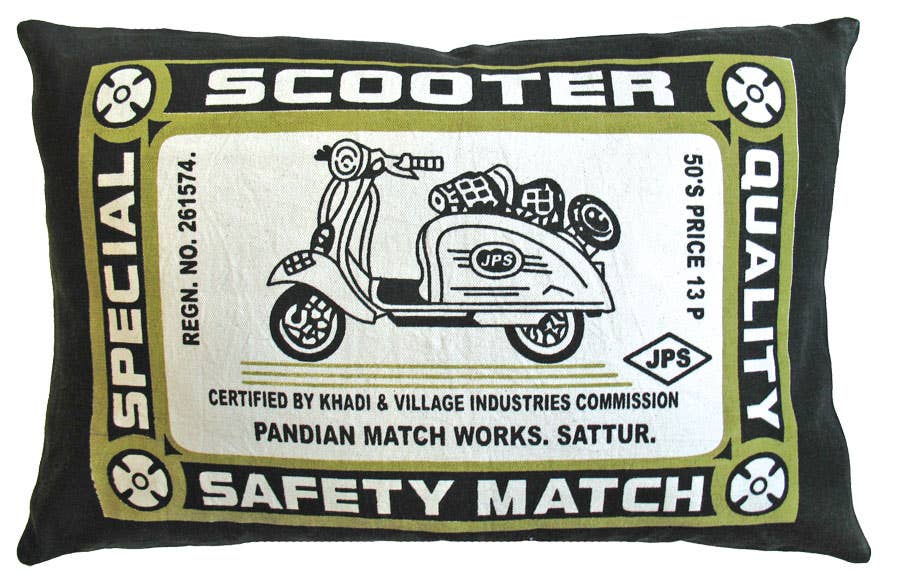 SCOOTER
SPECIAL
QUALITY
REGN. NO. 261574.
50'S PRICE 13 P
JPS
JPS
CERTIFIED BY KHADI & VILLAGE INDUSTRIES COMMISSION
PANDIAN MATCH WORKS. SATTUR.
SAFETY MATCH